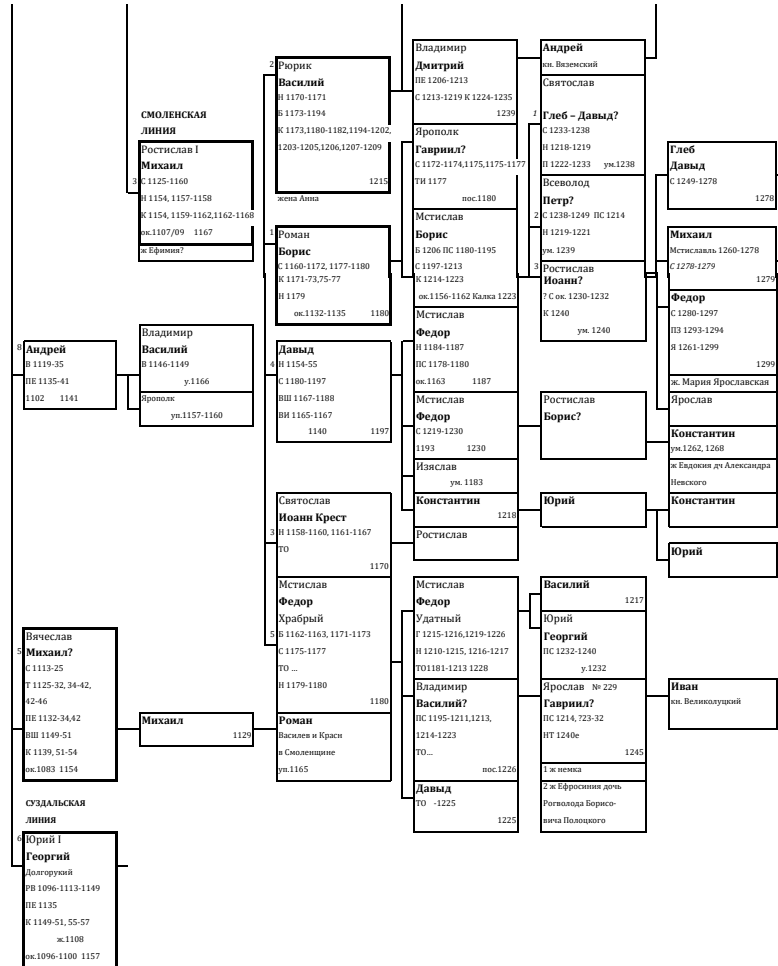 8
Андрей
В 1119-35
ПЕ 1135-41
1102 1141
5
Вячеслав
Михаил?
С 1113-25
Т 1125-32, 34-42,
42-46
ПЕ 1132-34,42
ВШ 1149-51
К 1139, 51-54
ок.1083 1154
СУЗДАЛЬСКАЯ
ЛИНИЯ
6
Юрий I
Георгий
Долгорукий
РВ 1096-1113-1149
ПЕ 1135
К 1149-51, 55-57
ж.1108
ок.1096-1100 1157
СМОЛЕНСКАЯ
ЛИНИЯ
3
Ростислав I
Михаил
С 1125-1160
Н 1154, 1157-1158
К 1154, 1159-1162,1162-1168
ок.1107/09 1167
ж Ефимия?
Владимир
Василий
В 1146-1149
у.1166
Ярополк
уп.1157-1160
Михаил
1129
2
Рюрик
Василий
Н 1170-1171
Б 1173-1194
К 1173,1180-1182,1194-1202,
1203-1205,1206,1207-1209
1215
жена Анна
1
Роман
Борис
С 1160-1172, 1177-1180
К 1171-73,75-77
Н 1179
ок.1132-1135 1180
4
Давыд
Н 1154-55
С 1180-1197
ВШ 1167-1188
ВИ 1165-1167
1140 1197
3
Святослав
Иоанн Крест
Н 1158-1160, 1161-1167
ТО
1170
5
Мстислав
Федор
Храбрый
Б 1162-1163, 1171-1173
С 1175-1177
ТО ...
Н 1179-1180
1180
Роман
Василев и Красн
в Смоленщине
уп.1165
Владимир
Дмитрий
ПЕ 1206-1213
С 1213-1219 К 1224-1235
1239
Ярополк
Гавриил?
С 1172-1174,1175,1175-1177
ТИ 1177
пос.1180
Мстислав
Борис
Б 1206 ПС 1180-1195
С 1197-1213
К 1214-1223
ок.1156-1162 Калка 1223
Мстислав
Федор
Н 1184-1187
ПС 1178-1180
ок.1163 1187
Мстислав
Федор
С 1219-1230
1193 1230
Изяслав
ум. 1183
Константин
1218
Ростислав
Мстислав
Федор
Удатный
Г 1215-1216,1219-1226
Н 1210-1215, 1216-1217
ТО1181-1213 1228
Владимир
Василий?
ПС 1195-1211,1213,
1214-1223
ТО...
пос.1226
Давыд
ТО -1225
1225
Андрей
кн. Вяземский
Святослав
1
Глеб – Давыд?
С 1233-1238
Н 1218-1219
П 1222-1233 ум.1238
Всеволод
Петр?
2
С 1238-1249 ПС 1214
Н 1219-1221
ум. 1239
3
Ростислав
Иоанн?
? С ок. 1230-1232
К 1240
ум. 1240
Ростислав
Борис?
Юрий
Василий
1217
Юрий
Георгий
ПС 1232-1240
у.1232
Ярослав № 229
Гавриил?
ПС 1214, ?23-32
НТ 1240е
1245
1 ж немка
2 ж Ефросиния дочь
Рогволода Борисо-
вича Полоцкого
Глеб
Давыд
С 1249-1278
1278
Михаил
Мстиславль 1260-1278
С 1278-1279
1279
Федор
С 1280-1297
ПЗ 1293-1294
Я 1261-1299
1299
ж. Мария Ярославская
Ярослав
Константин
ум.1262, 1268
ж Евдокия дч Александра
Невского
Константин
Юрий
Иван
кн. Великолуцкий